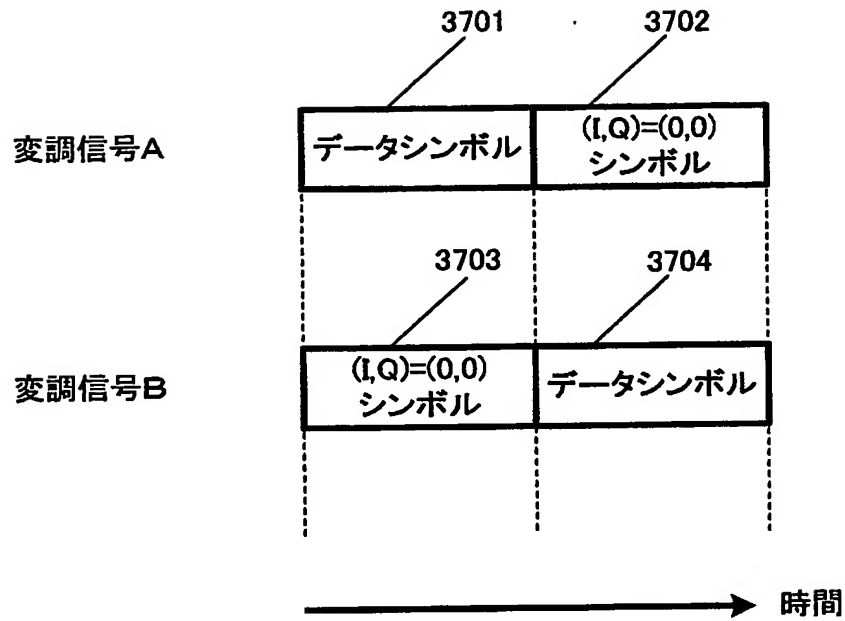 3701
3702
変調信号A
データシンボル
(I,Q)=(0,0)
シンボル
3703
3704
変調信号B
(I,Q)=(0,0)
シンボル
データシンボル
時間